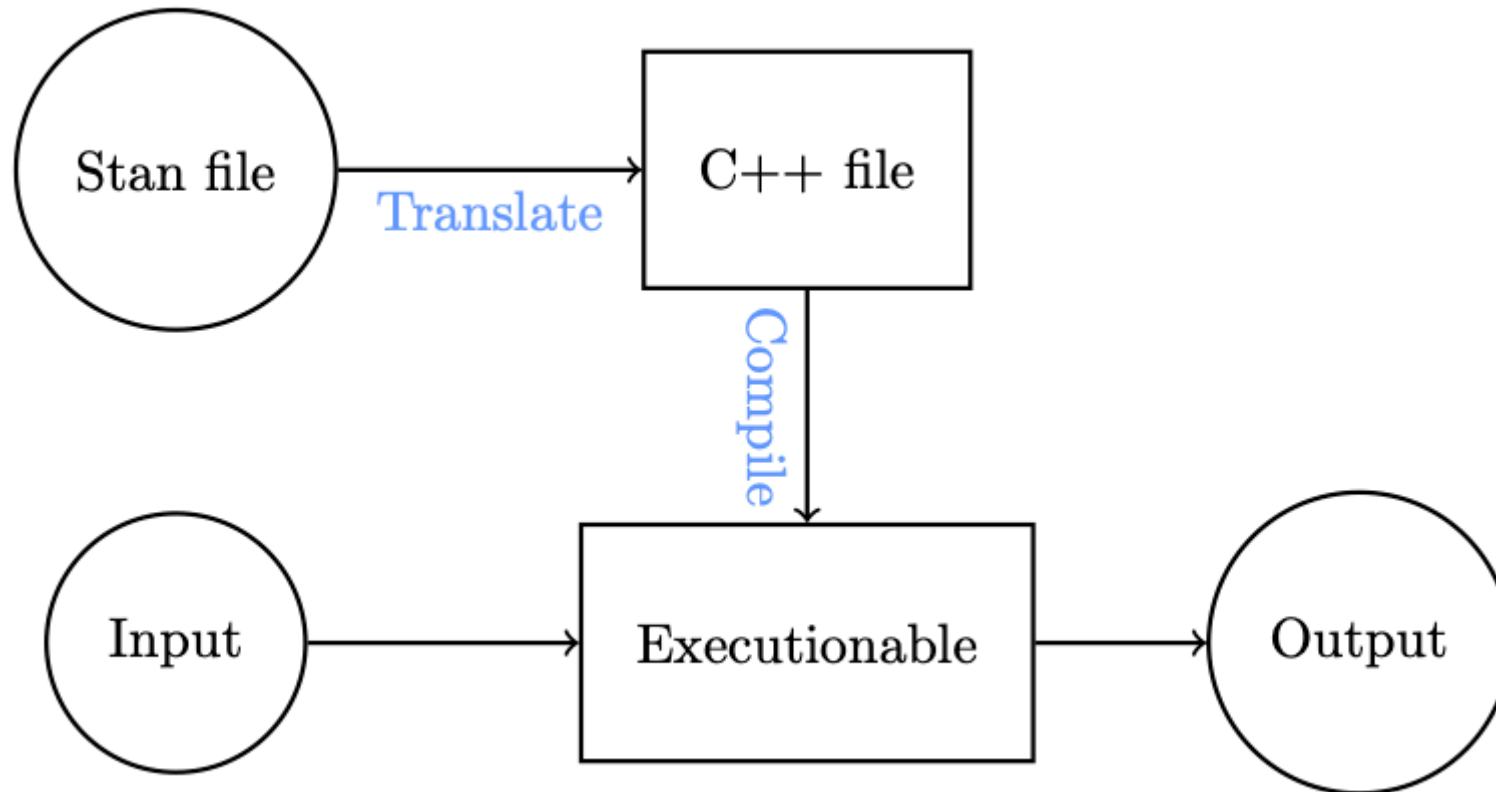 Stan file
C++ file
Translate
Compile
Input
Executionable
Output